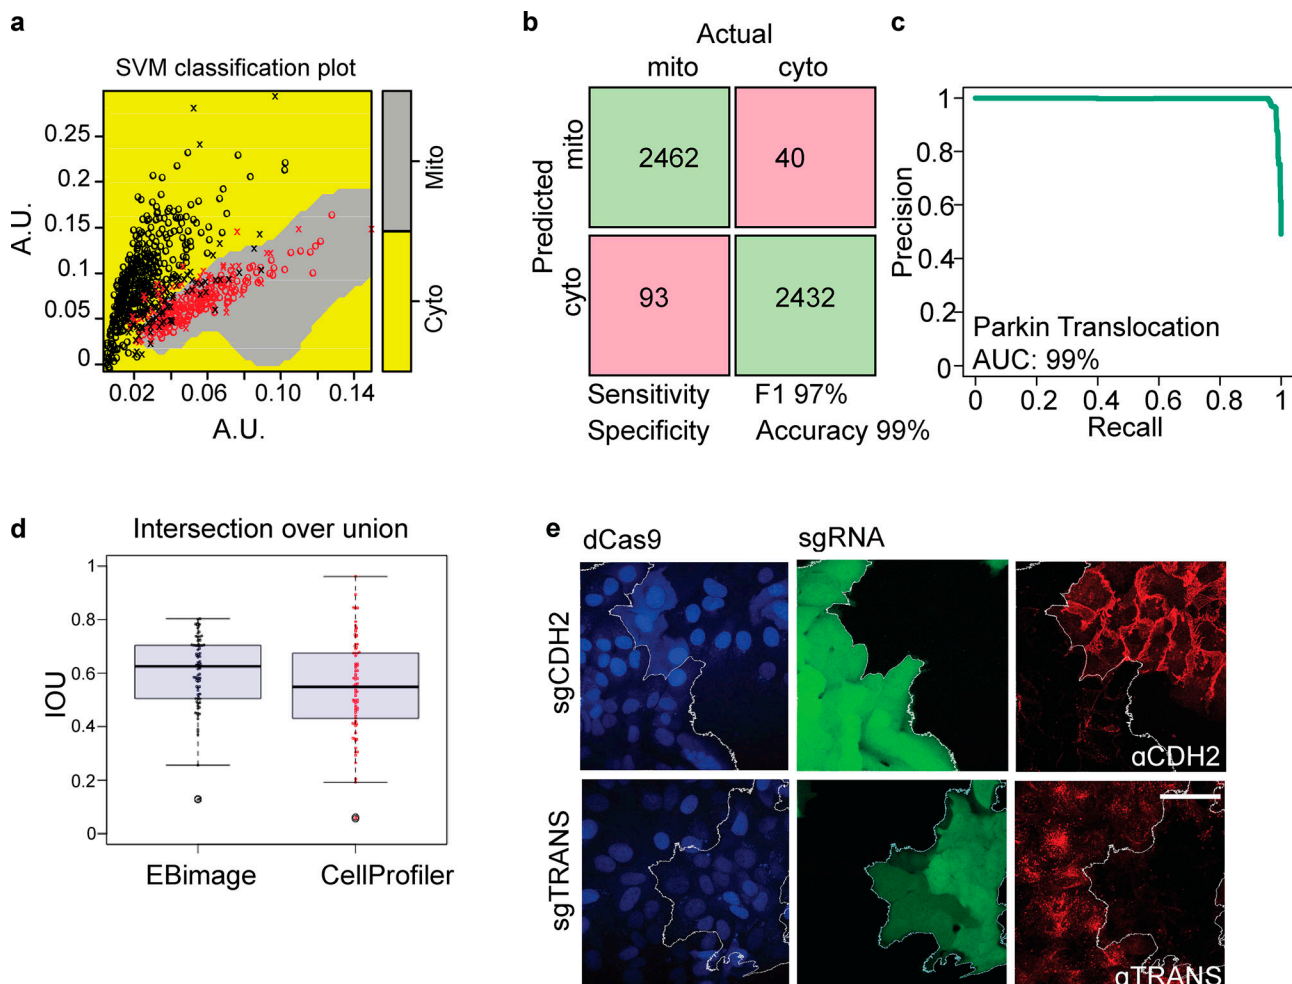 a
SVM classification plot
0.25
0.2
0.15
0.1
0.05
0
A.U.
0.02
0.06
0.10
0.14
A.U.
Mito
Cyto
b
Actual
mito
cyto
Predicted
mito
cyto
2462
40
93
2432
Sensitivity
F1 97%
Specificity
Accuracy 99%
c
Precision
1
0.8
0.6
0.4
0.2
0
Parkin Translocation
AUC: 99%
0
0.2
0.4
0.6
0.8
1
Recall
d
Intersection over union
IOU
1
0.8
0.6
0.4
0.2
0
EBimage
CellProfiler
e
dCas9
sgRNA
sgCDH2
αCDH2
sgTRANS
αTRANS